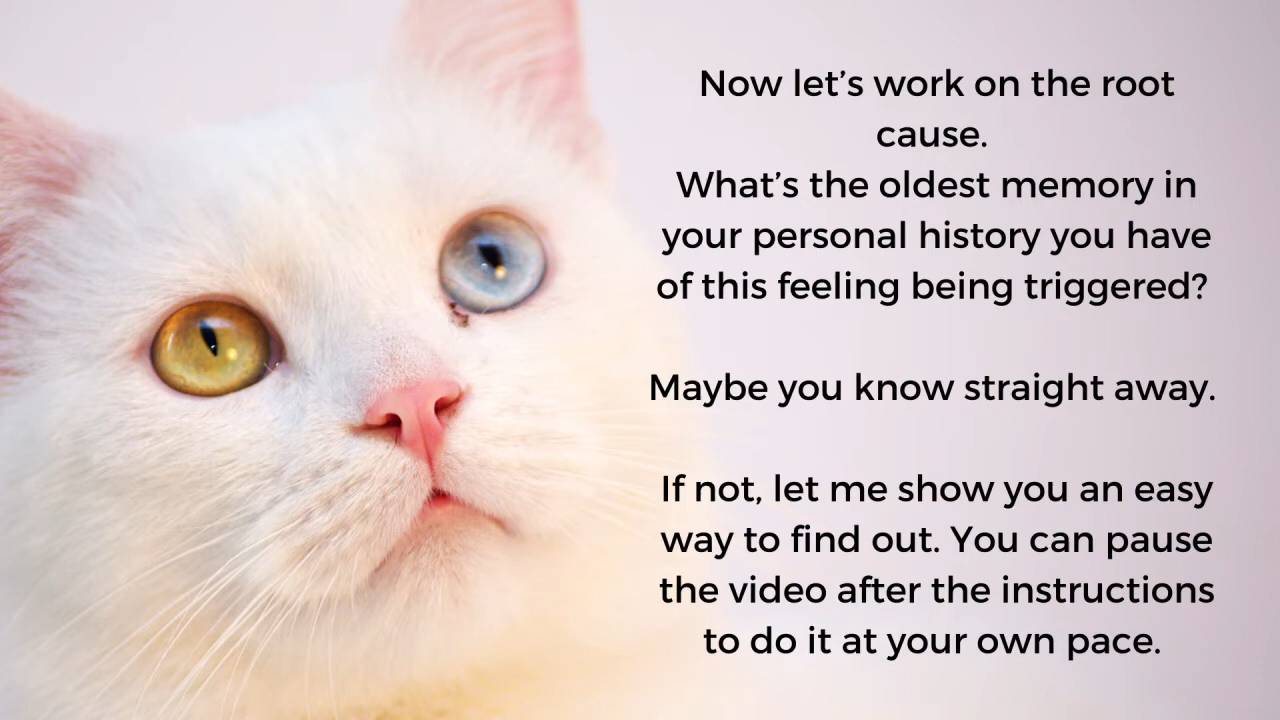 Now let’s work on the root
cause.
What’s the oldest memory in
your personal history you have
of this feeling being triggered?
Maybe you know straight away.
If not, let me show you an easy
way to find out. You can pause
the video after the instructions
to do it at your own pace.